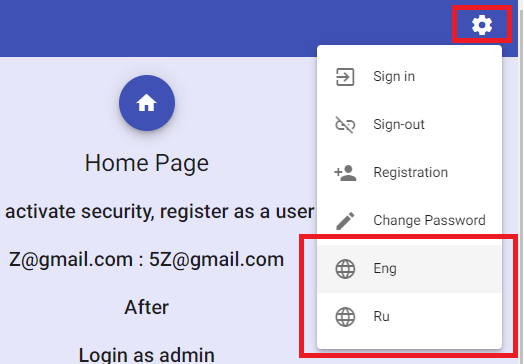 Sign in
Sign-out
Home Page
Registration
activate security, register as a user
Change Password
Z@gmail.com : 5Z@gmail.com
Eng
After
Ru
Login as admin